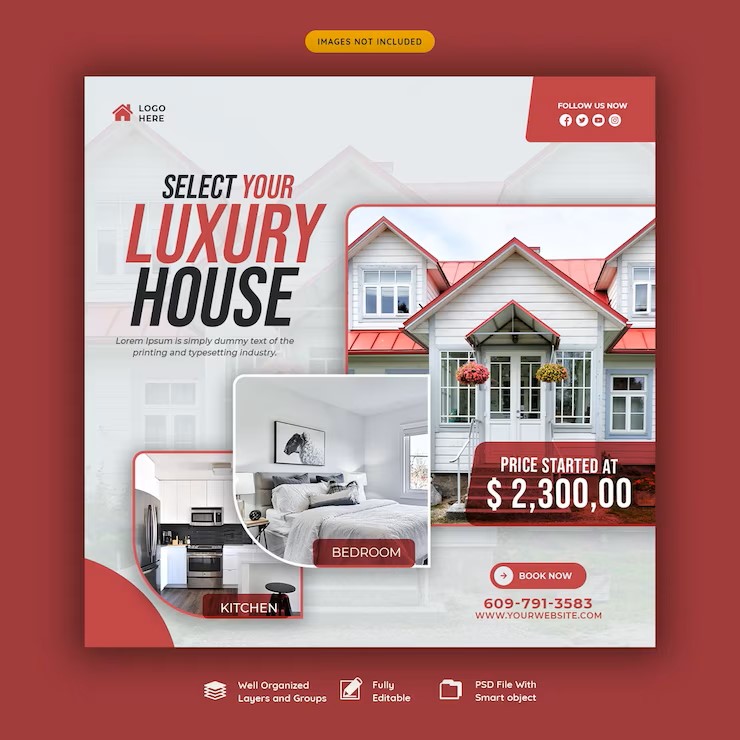 IMAGES NOT INCLUDED
LOGO
HERE
FOLLOW US NOW
SELECT YOUR
LUXURY
HOUSE
Lorem Ipsum is simply dummy text of the
printing and typesetting industry.
PRICE STARTED AT
$ 2,300,00
BEDROOM
KITCHEN
BOOK NOW
609-791-3583
WWW.YOURWEBSITE.COM
Well Organized
Layers and Groups
Fully
Editable
PSD File With
Smart object